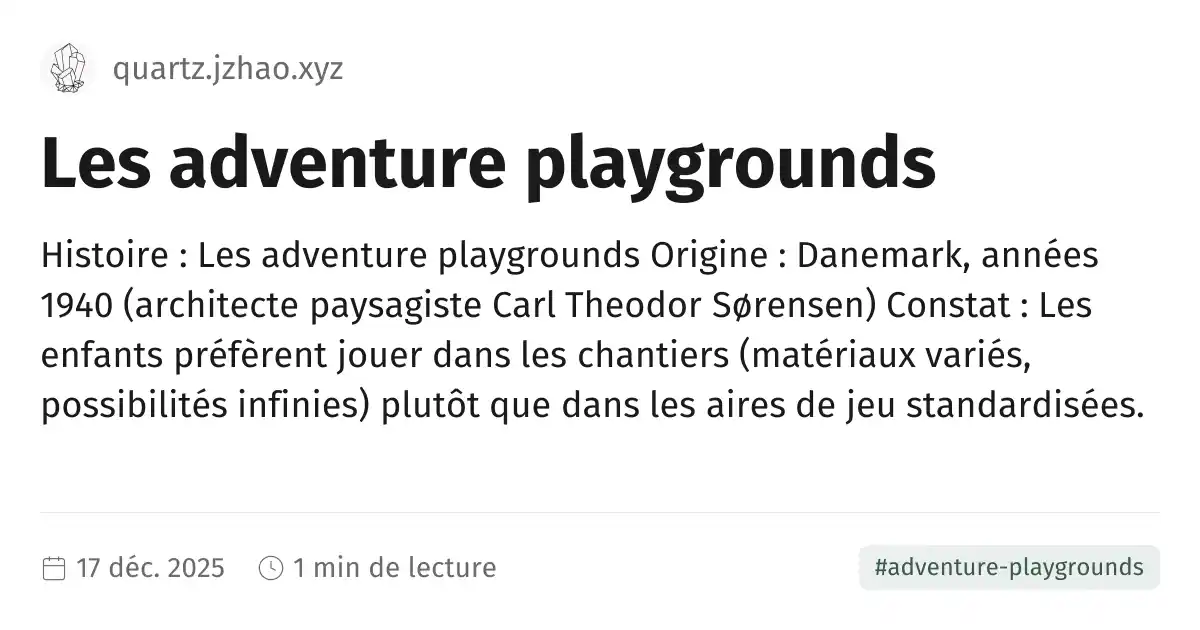 quartz.jzhao.xyz
Les adventure playgrounds
Histoire : Les adventure playgrounds Origine : Danemark, années
1940 (architecte paysagiste Carl Theodor Sørensen) Constat : Les
enfants préfèrent jouer dans les chantiers (matériaux variés,
possibilités infinies) plutôt que dans les aires de jeu standardisées.
17 déc. 2025 1 min de lecture #adventure-playgrounds